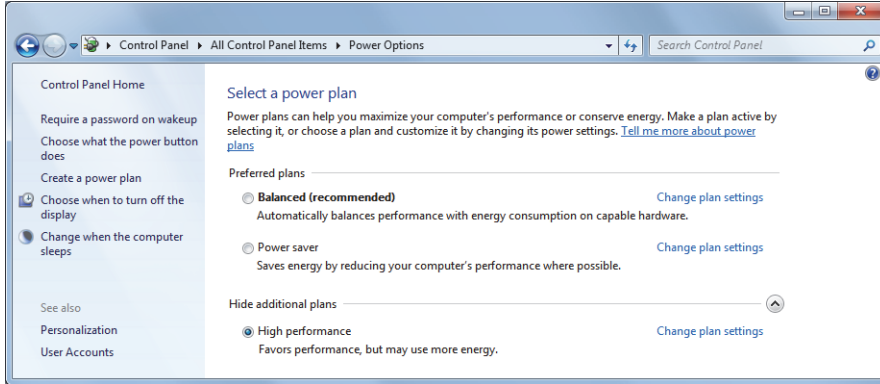 Control Panel ▸ All Control Panel Items ▸ Power Options
Search Control Panel
Control Panel Home
Require a password on wakeup
Choose what the power button
does
Create a power plan
Choose when to turn off the
display
Change when the computer
sleeps
See also
Personalization
User Accounts
Select a power plan
Power plans can help you maximize your computer's performance or conserve energy. Make a plan active by
selecting it, or choose a plan and customize it by changing its power settings. Tell me more about power
plans
Preferred plans
Balanced (recommended) Change plan settings
Automatically balances performance with energy consumption on capable hardware.
Power saver Change plan settings
Saves energy by reducing your computer's performance where possible.
Hide additional plans
High performance Change plan settings
Favors performance, but may use more energy.